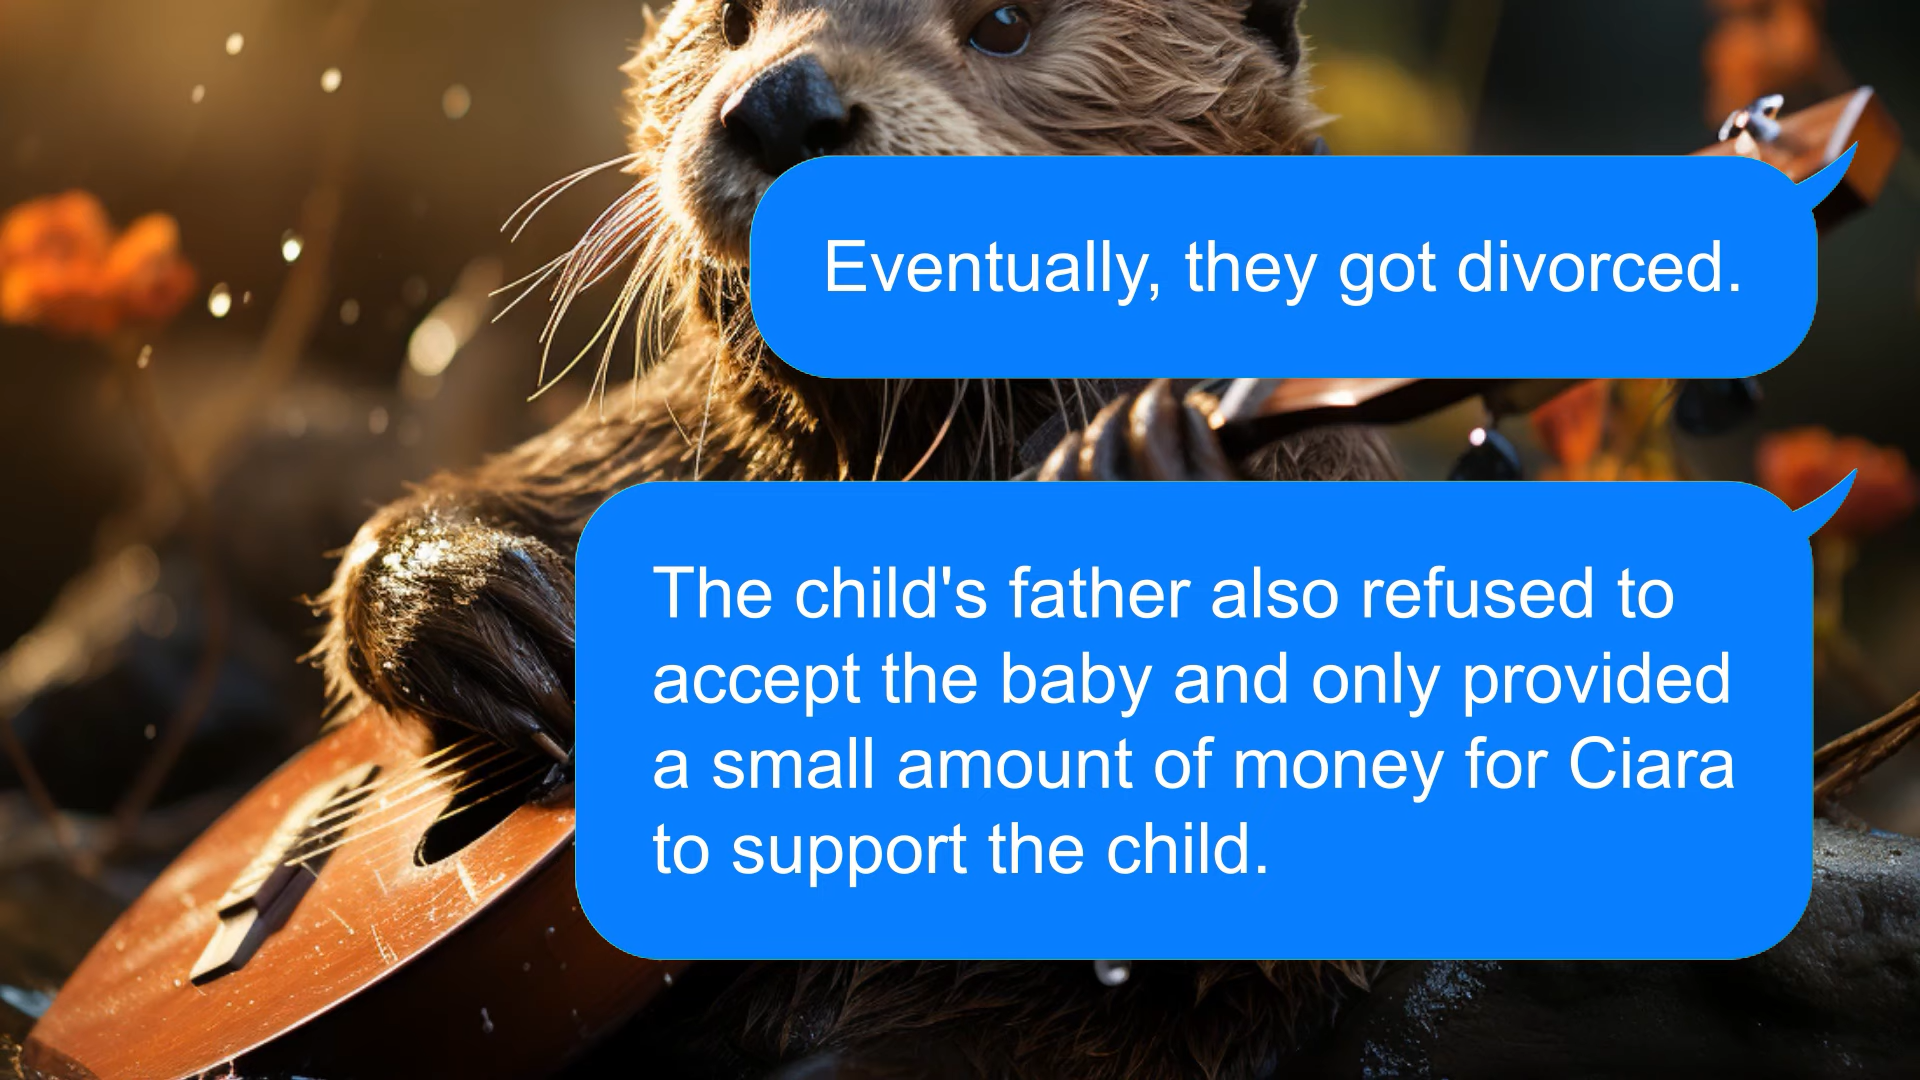 Eventually, they got divorced.
The child's father also refused to
accept the baby and only provided
a small amount of money for Ciara
to support the child.